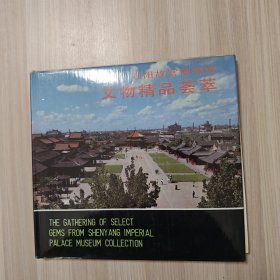 文物精品荟萃
THE GATHERING OF SELECT
GEMS FROM SHENYANG IMPERIAL
PALACE MUSEUM COLLECTION